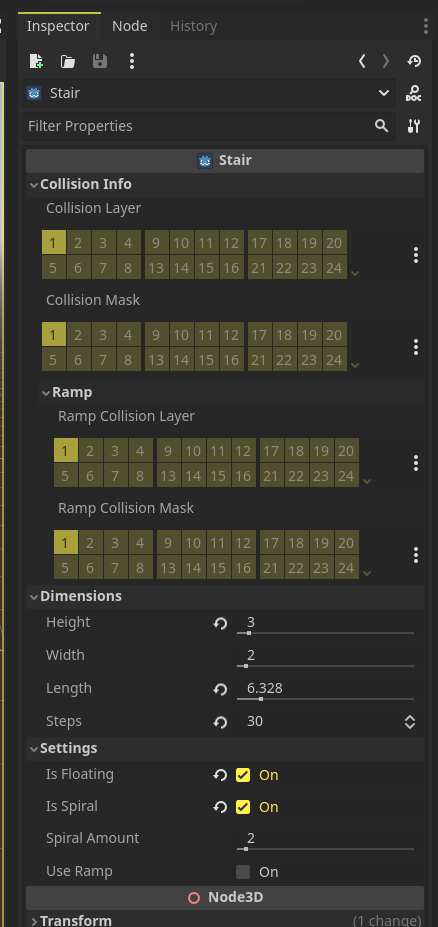 Inspector Node History
Stair
DOC
Filter Properties
Stair
Collision Info
Collision Layer
1 2 3 4 9 10 11 12 17 18 19 20
5 6 7 8 13 14 15 16 21 22 23 24
Collision Mask
1 2 3 4 9 10 11 12 17 18 19 20
5 6 7 8 13 14 15 16 21 22 23 24
Ramp
Ramp Collision Layer
1 2 3 4 9 10 11 12 17 18 19 20
5 6 7 8 13 14 15 16 21 22 23 24
Ramp Collision Mask
1 2 3 4 9 10 11 12 17 18 19 20
5 6 7 8 13 14 15 16 21 22 23 24
Dimensions
Height 3
Width 2
Length 6.328
Steps 30
Settings
Is Floating On
Is Spiral On
Spiral Amount 2
Use Ramp On
Node3D
Transform (1 change)